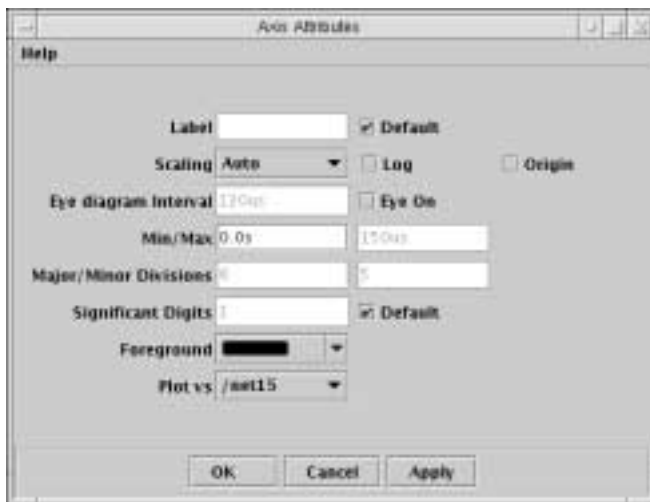 Axis Attributes
Help
Label Default
Scaling Auto Log Origin
Eye diagram Interval 120us Eye On
Min/Max 0.0s 150us
Major/Minor Divisions 5
Significant Digits Default
Foreground
Plot vs /net15
OK Cancel Apply